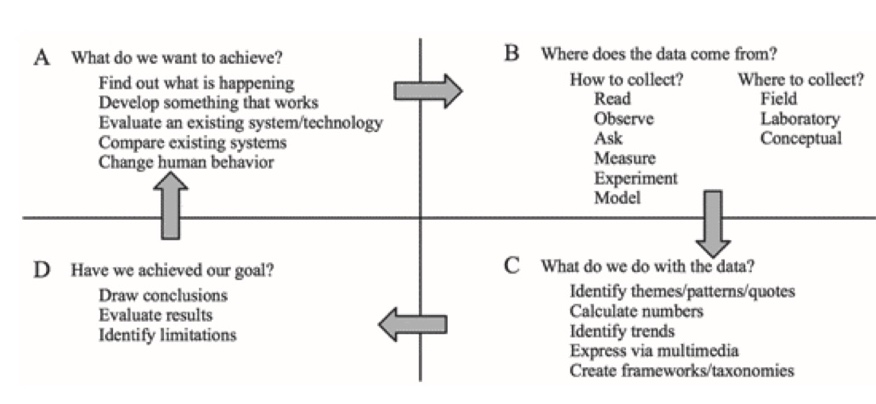 A What do we want to achieve?
Find out what is happening
Develop something that works
Evaluate an existing system/technology
Compare existing systems
Change human behavior
B Where does the data come from?
How to collect? Where to collect?
Read Field
Observe Laboratory
Ask Conceptual
Measure
Experiment
Model
D Have we achieved our goal?
Draw conclusions
Evaluate results
Identify limitations
C What do we do with the data?
Identify themes/patterns/quotes
Calculate numbers
Identify trends
Express via multimedia
Create frameworks/taxonomies